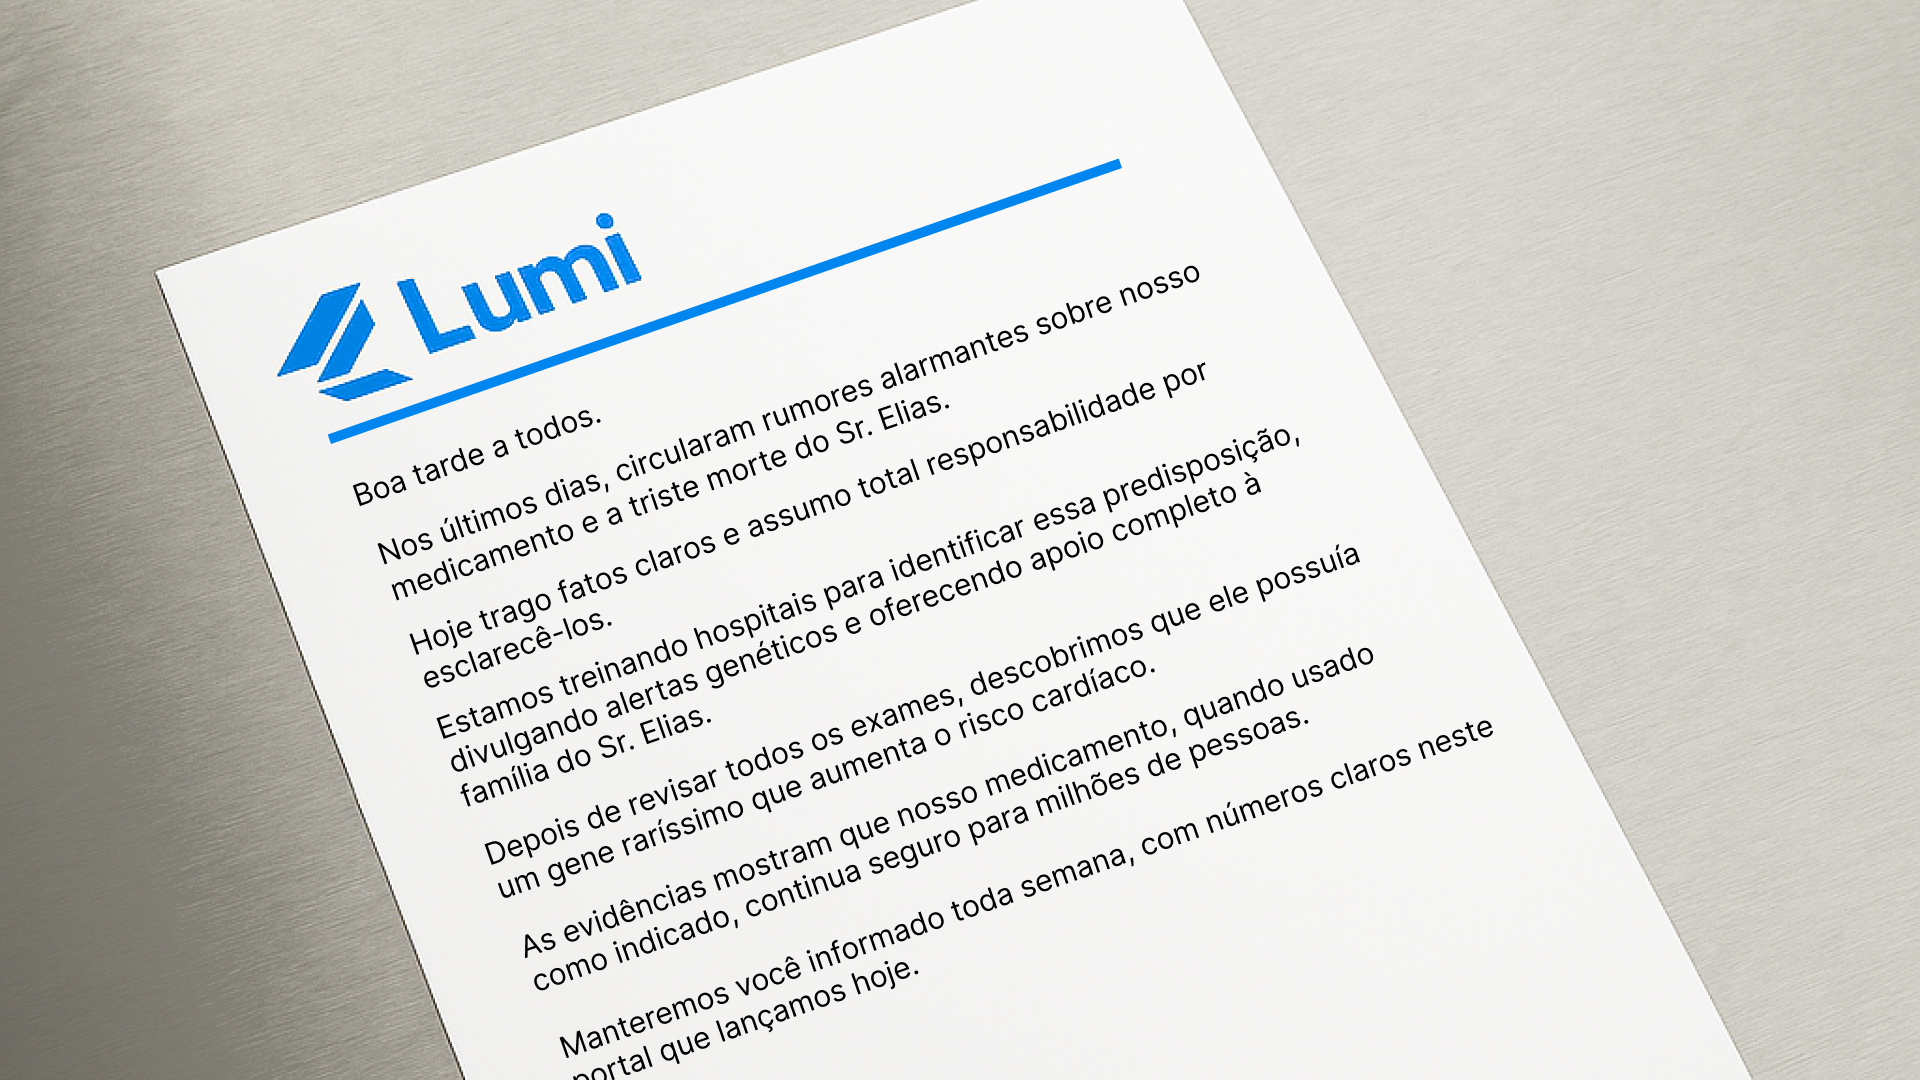 Lumi
Boa tarde a todos.
Nos últimos dias, circularam rumores alarmantes sobre nosso
medicamento e a triste morte do Sr. Elias.
Hoje trago fatos claros e assumo total responsabilidade por
esclarecê-los.
Estamos treinando hospitais para identificar essa predisposição,
divulgando alertas genéticos e oferecendo apoio completo à
família do Sr. Elias.
Depois de revisar todos os exames, descobrimos que ele possuía
um gene raríssimo que aumenta o risco cardíaco.
As evidências mostram que nosso medicamento, quando usado
como indicado, continua seguro para milhões de pessoas.
Manteremos você informado toda semana, com números claros neste
portal que lançamos hoje.